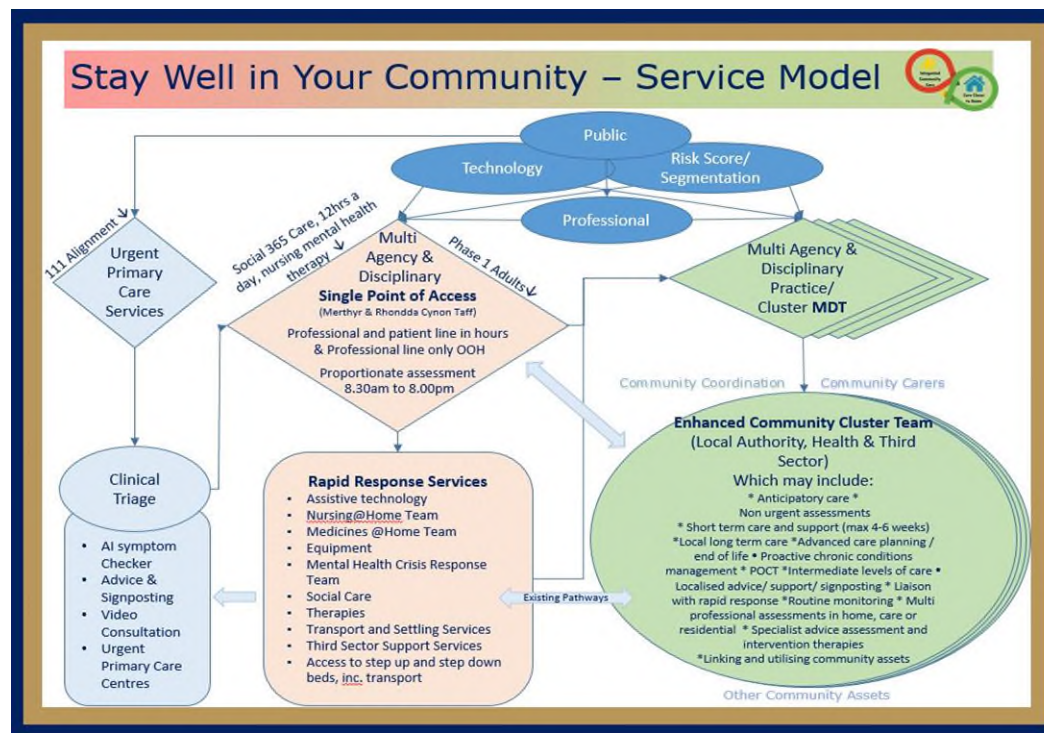 Stay Well in Your Community – Service Model
Integrated
Community
Care
Care Closer
to Home
Public
Technology
Risk Score/
Segmentation
Professional
111 Alignment
Urgent
Primary
Care
Services
Social 365 Care, 12hrs a
day, nursing mental health
therapy
Phase 1 Adults
Multi
Agency &
Disciplinary
Single Point of Access
(Merthyr & Rhondda Cynon Taff)
Professional and patient line in hours
& Professional line only OOH
Proportionate assessment
8.30am to 8.00pm
Multi Agency &
Disciplinary
Practice/
Cluster MDT
Community Coordination
Community Carers
Clinical
Triage
• AI symptom
Checker
• Advice &
Signposting
• Video
Consultation
• Urgent
Primary Care
Centres
Rapid Response Services
• Assistive technology
• Nursing@Home Team
• Medicines @Home Team
• Equipment
• Mental Health Crisis Response
Team
• Social Care
• Therapies
• Transport and Settling Services
• Third Sector Support Services
• Access to step up and step down
beds, inc. transport
Existing Pathways
Enhanced Community Cluster Team
(Local Authority, Health & Third
Sector)
Which may include:
* Anticipatory care *
Non urgent assessments
* Short term care and support (max 4-6 weeks)
*Local long term care *Advanced care planning /
end of life • Proactive chronic conditions
management * POCT *Intermediate levels of care •
Localised advice/ support/ signposting * Liaison
with rapid response *Routine monitoring * Multi
professional assessments in home, care or
residential * Specialist advice assessment and
intervention therapies
*Linking and utilising community assets
Other Community Assets